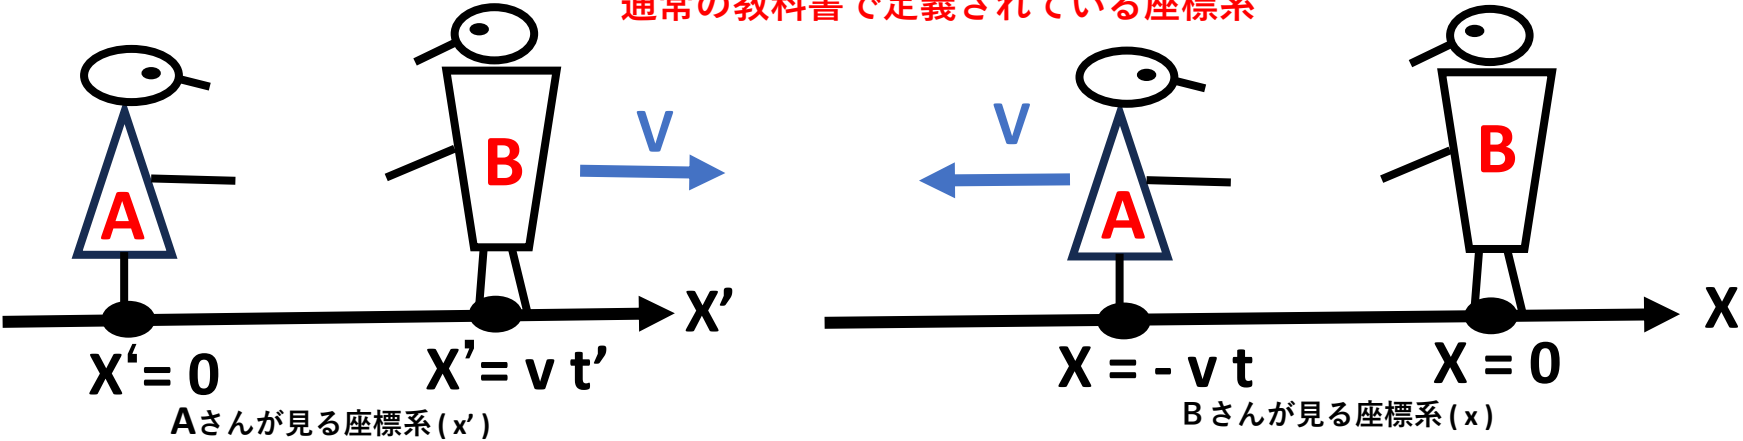 通常の教科書で定義されている座標系
V
V
A
B
A
B
X’
X
X‘= 0
X’= v t’
X = - v t
X = 0
Aさんが見る座標系 ( x’ )
Bさんが見る座標系 ( x )